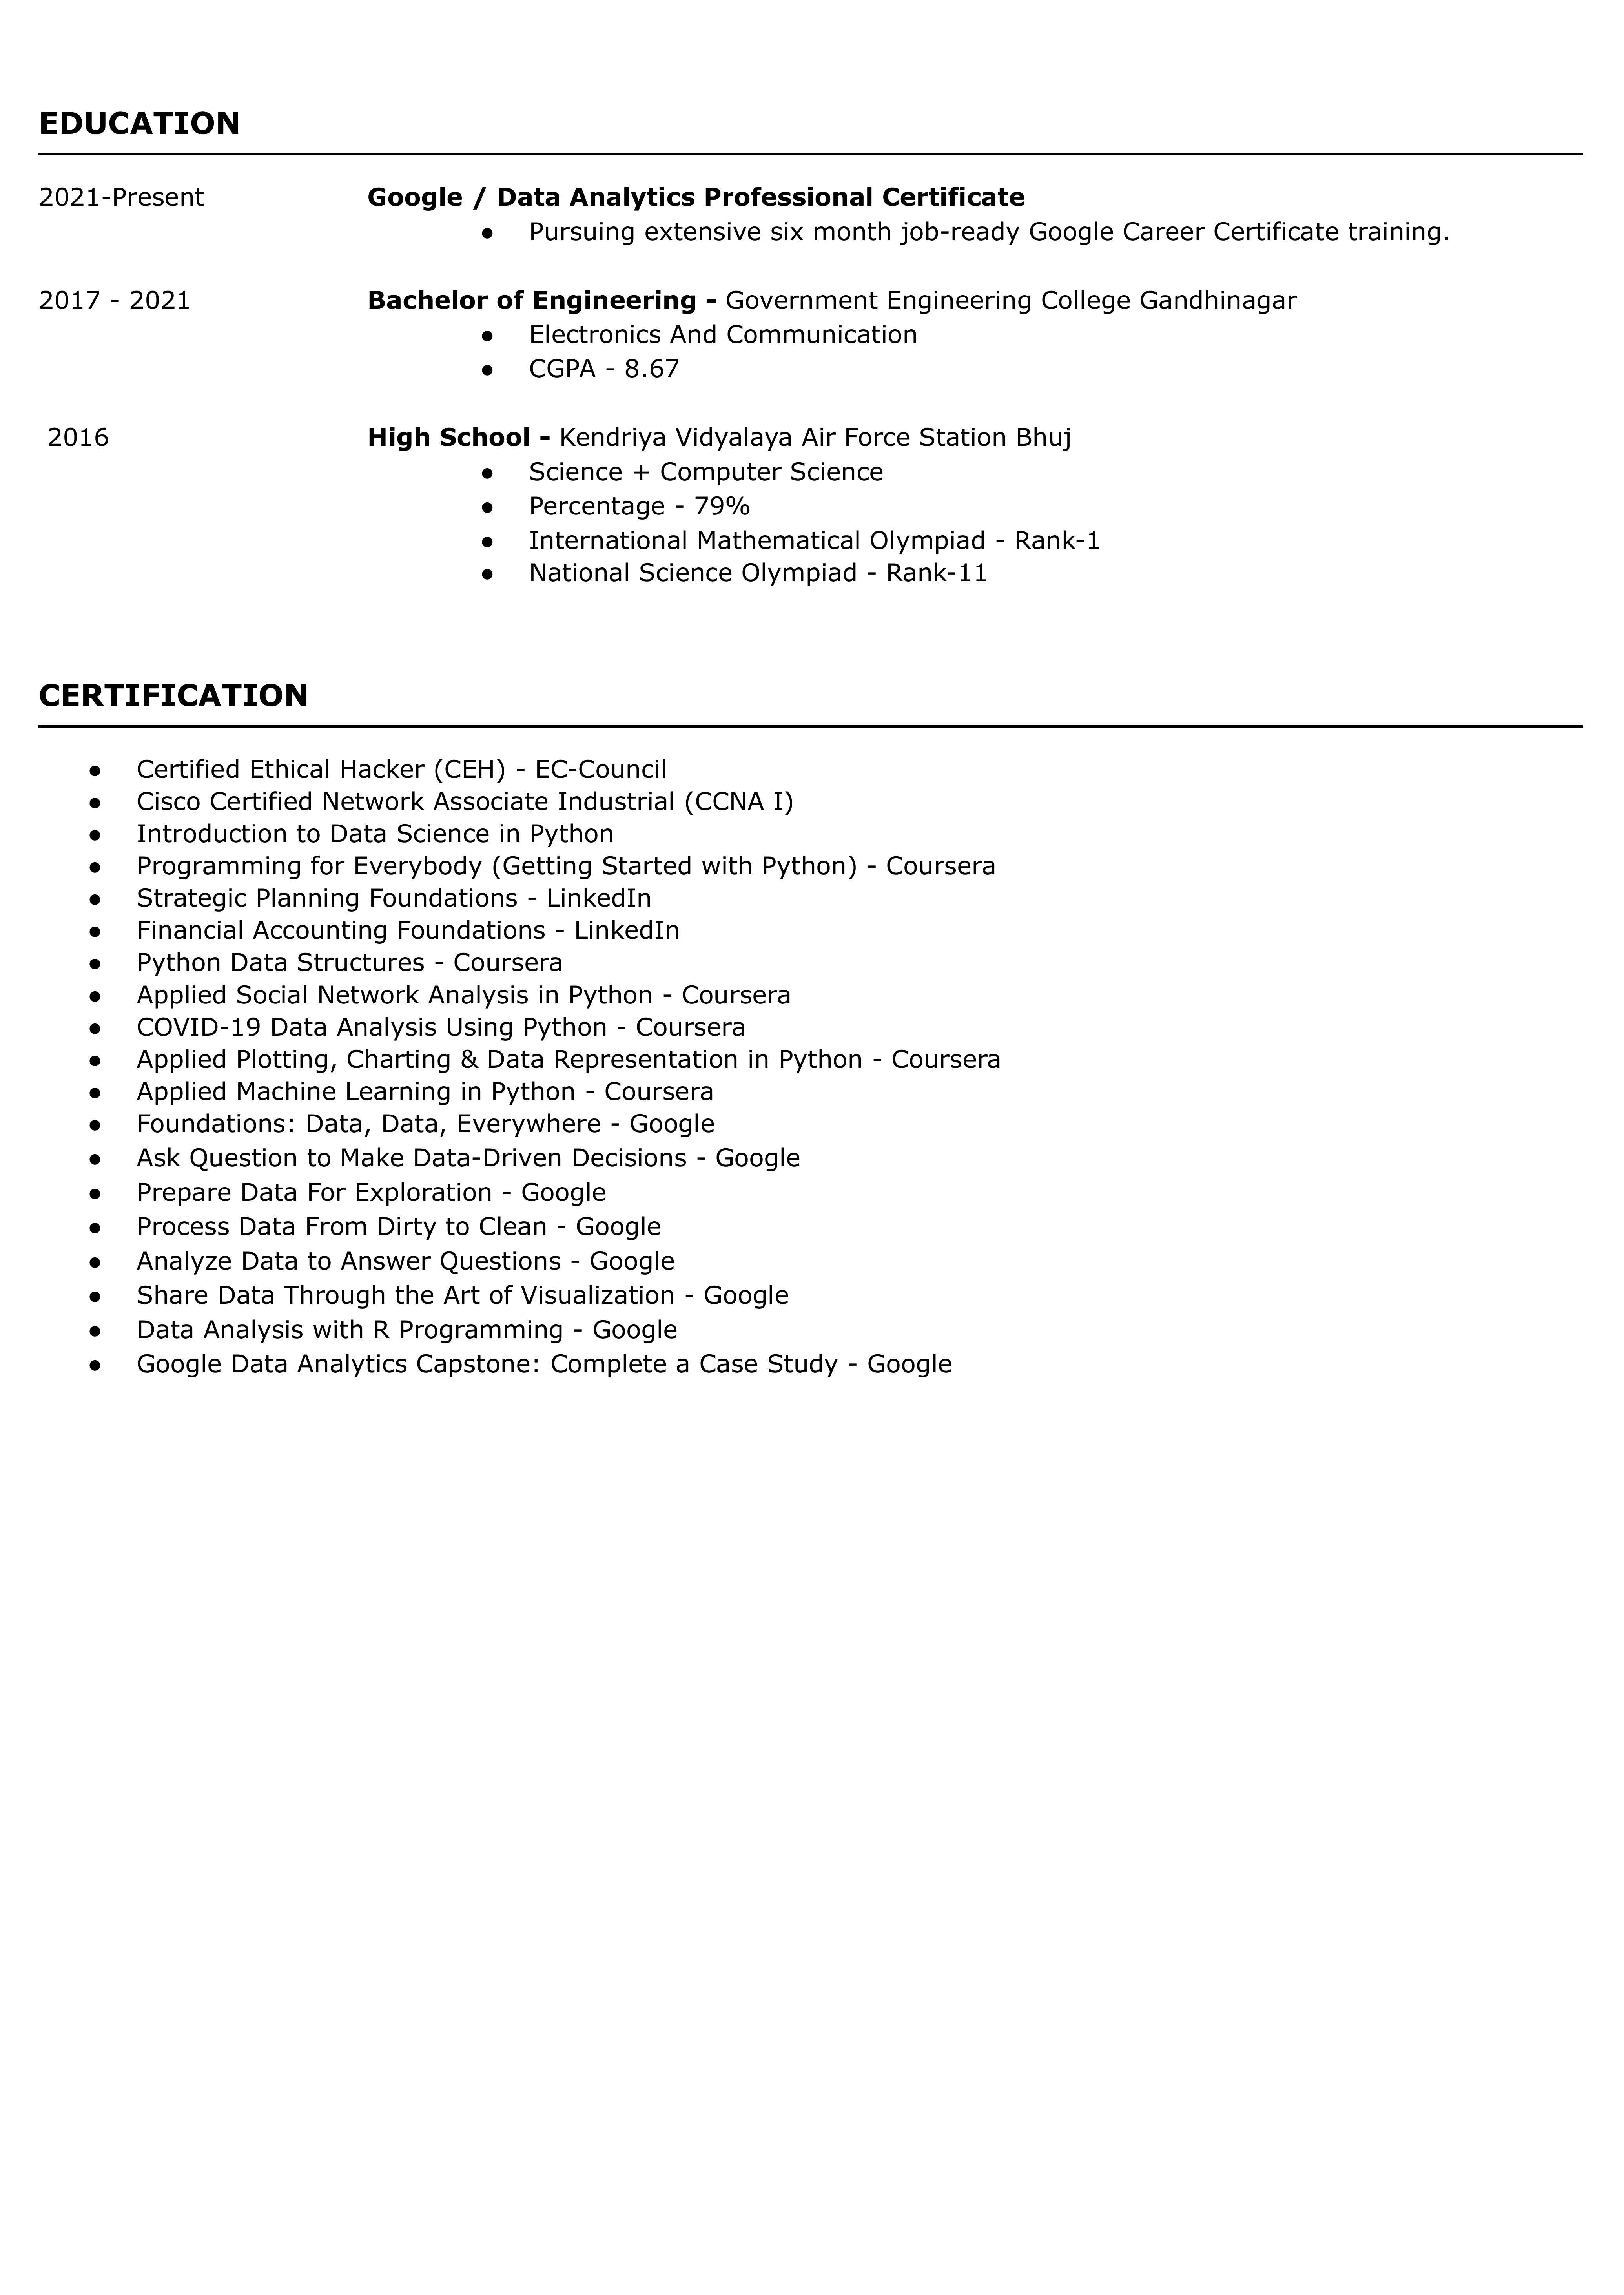 EDUCATION
2021-Present Google / Data Analytics Professional Certificate
● Pursuing extensive six month job-ready Google Career Certificate training.
2017 - 2021 Bachelor of Engineering - Government Engineering College Gandhinagar
● Electronics And Communication
● CGPA - 8.67
2016 High School - Kendriya Vidyalaya Air Force Station Bhuj
● Science + Computer Science
● Percentage - 79%
● International Mathematical Olympiad - Rank-1
● National Science Olympiad - Rank-11
CERTIFICATION
● Certified Ethical Hacker (CEH) - EC-Council
● Cisco Certified Network Associate Industrial (CCNA I)
● Introduction to Data Science in Python
● Programming for Everybody (Getting Started with Python) - Coursera
● Strategic Planning Foundations - LinkedIn
● Financial Accounting Foundations - LinkedIn
● Python Data Structures - Coursera
● Applied Social Network Analysis in Python - Coursera
● COVID-19 Data Analysis Using Python - Coursera
● Applied Plotting, Charting & Data Representation in Python - Coursera
● Applied Machine Learning in Python - Coursera
● Foundations: Data, Data, Everywhere - Google
● Ask Question to Make Data-Driven Decisions - Google
● Prepare Data For Exploration - Google
● Process Data From Dirty to Clean - Google
● Analyze Data to Answer Questions - Google
● Share Data Through the Art of Visualization - Google
● Data Analysis with R Programming - Google
● Google Data Analytics Capstone: Complete a Case Study - Google